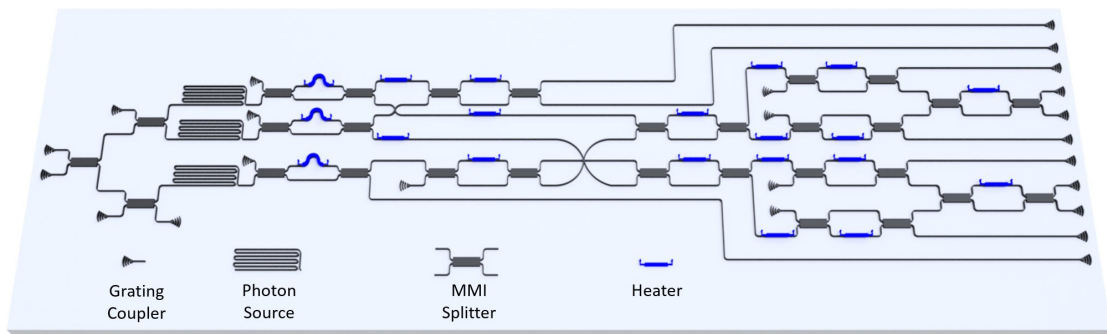 Grating
Coupler
Photon
Source
MMI
Splitter
Heater